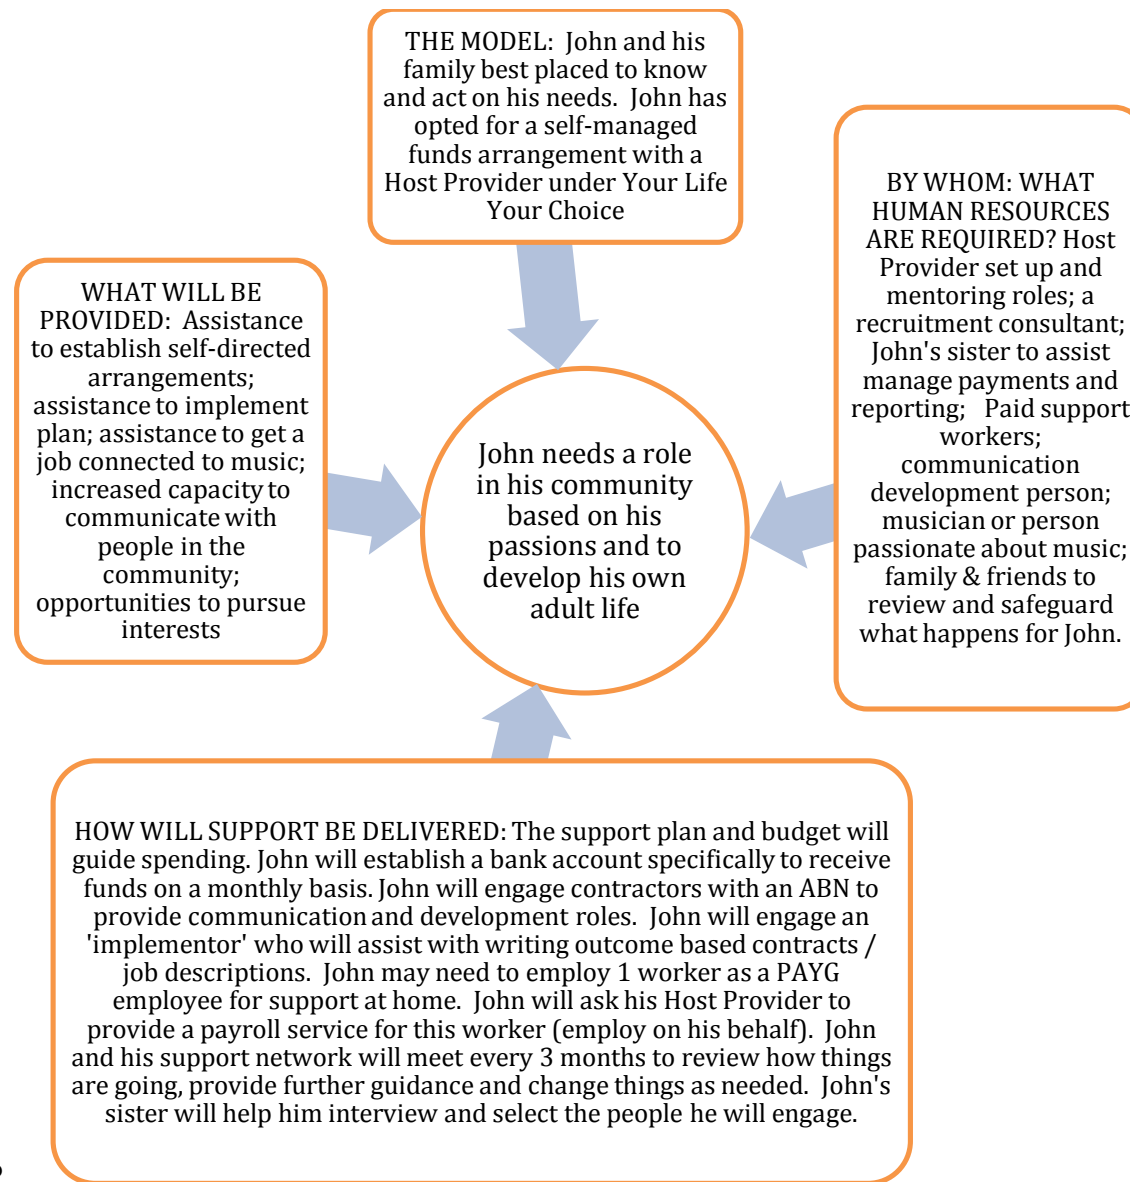 THE MODEL:  John and his
family best placed to know
and act on his needs.  John has
opted for a self-managed
funds arrangement with a
Host Provider under Your Life
Your Choice
WHAT WILL BE
PROVIDED:  Assistance
to establish self-directed
arrangements;
assistance to implement
plan; assistance to get a
job connected to music;
increased capacity to
communicate with
people in the
community;
opportunities to pursue
interests
John needs a role
in his community
based on his
passions and to
develop his own
adult life
BY WHOM: WHAT
HUMAN RESOURCES
ARE REQUIRED? Host
Provider set up and
mentoring roles; a
recruitment consultant;
John's sister to assist
manage payments and
reporting;   Paid support
workers;
communication
development person;
musician or person
passionate about music;
family & friends to
review and safeguard
what happens for John.
HOW WILL SUPPORT BE DELIVERED: The support plan and budget will
guide spending. John will establish a bank account specifically to receive
funds on a monthly basis. John will engage contractors with an ABN to
provide communication and development roles.  John will engage an
'implementor' who will assist with writing outcome based contracts /
job descriptions.  John may need to employ 1 worker as a PAYG
employee for support at home.  John will ask his Host Provider to
provide a payroll service for this worker (employ on his behalf).  John
and his support network will meet every 3 months to review how things
are going, provide further guidance and change things as needed.  John's
sister will help him interview and select the people he will engage.